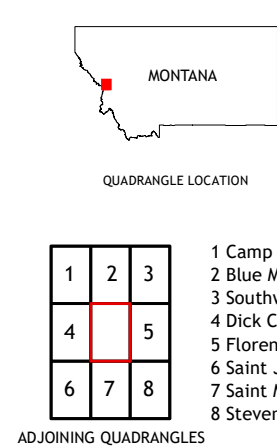 MONTANA
QUADRANGLE LOCATION
1 2 3
4 5
6 7 8
1 Camp
2 Blue M
3 Southw
4 Dick C
5 Floren
6 Saint J
7 Saint M
8 Steven
ADJOINING QUADRANGLES